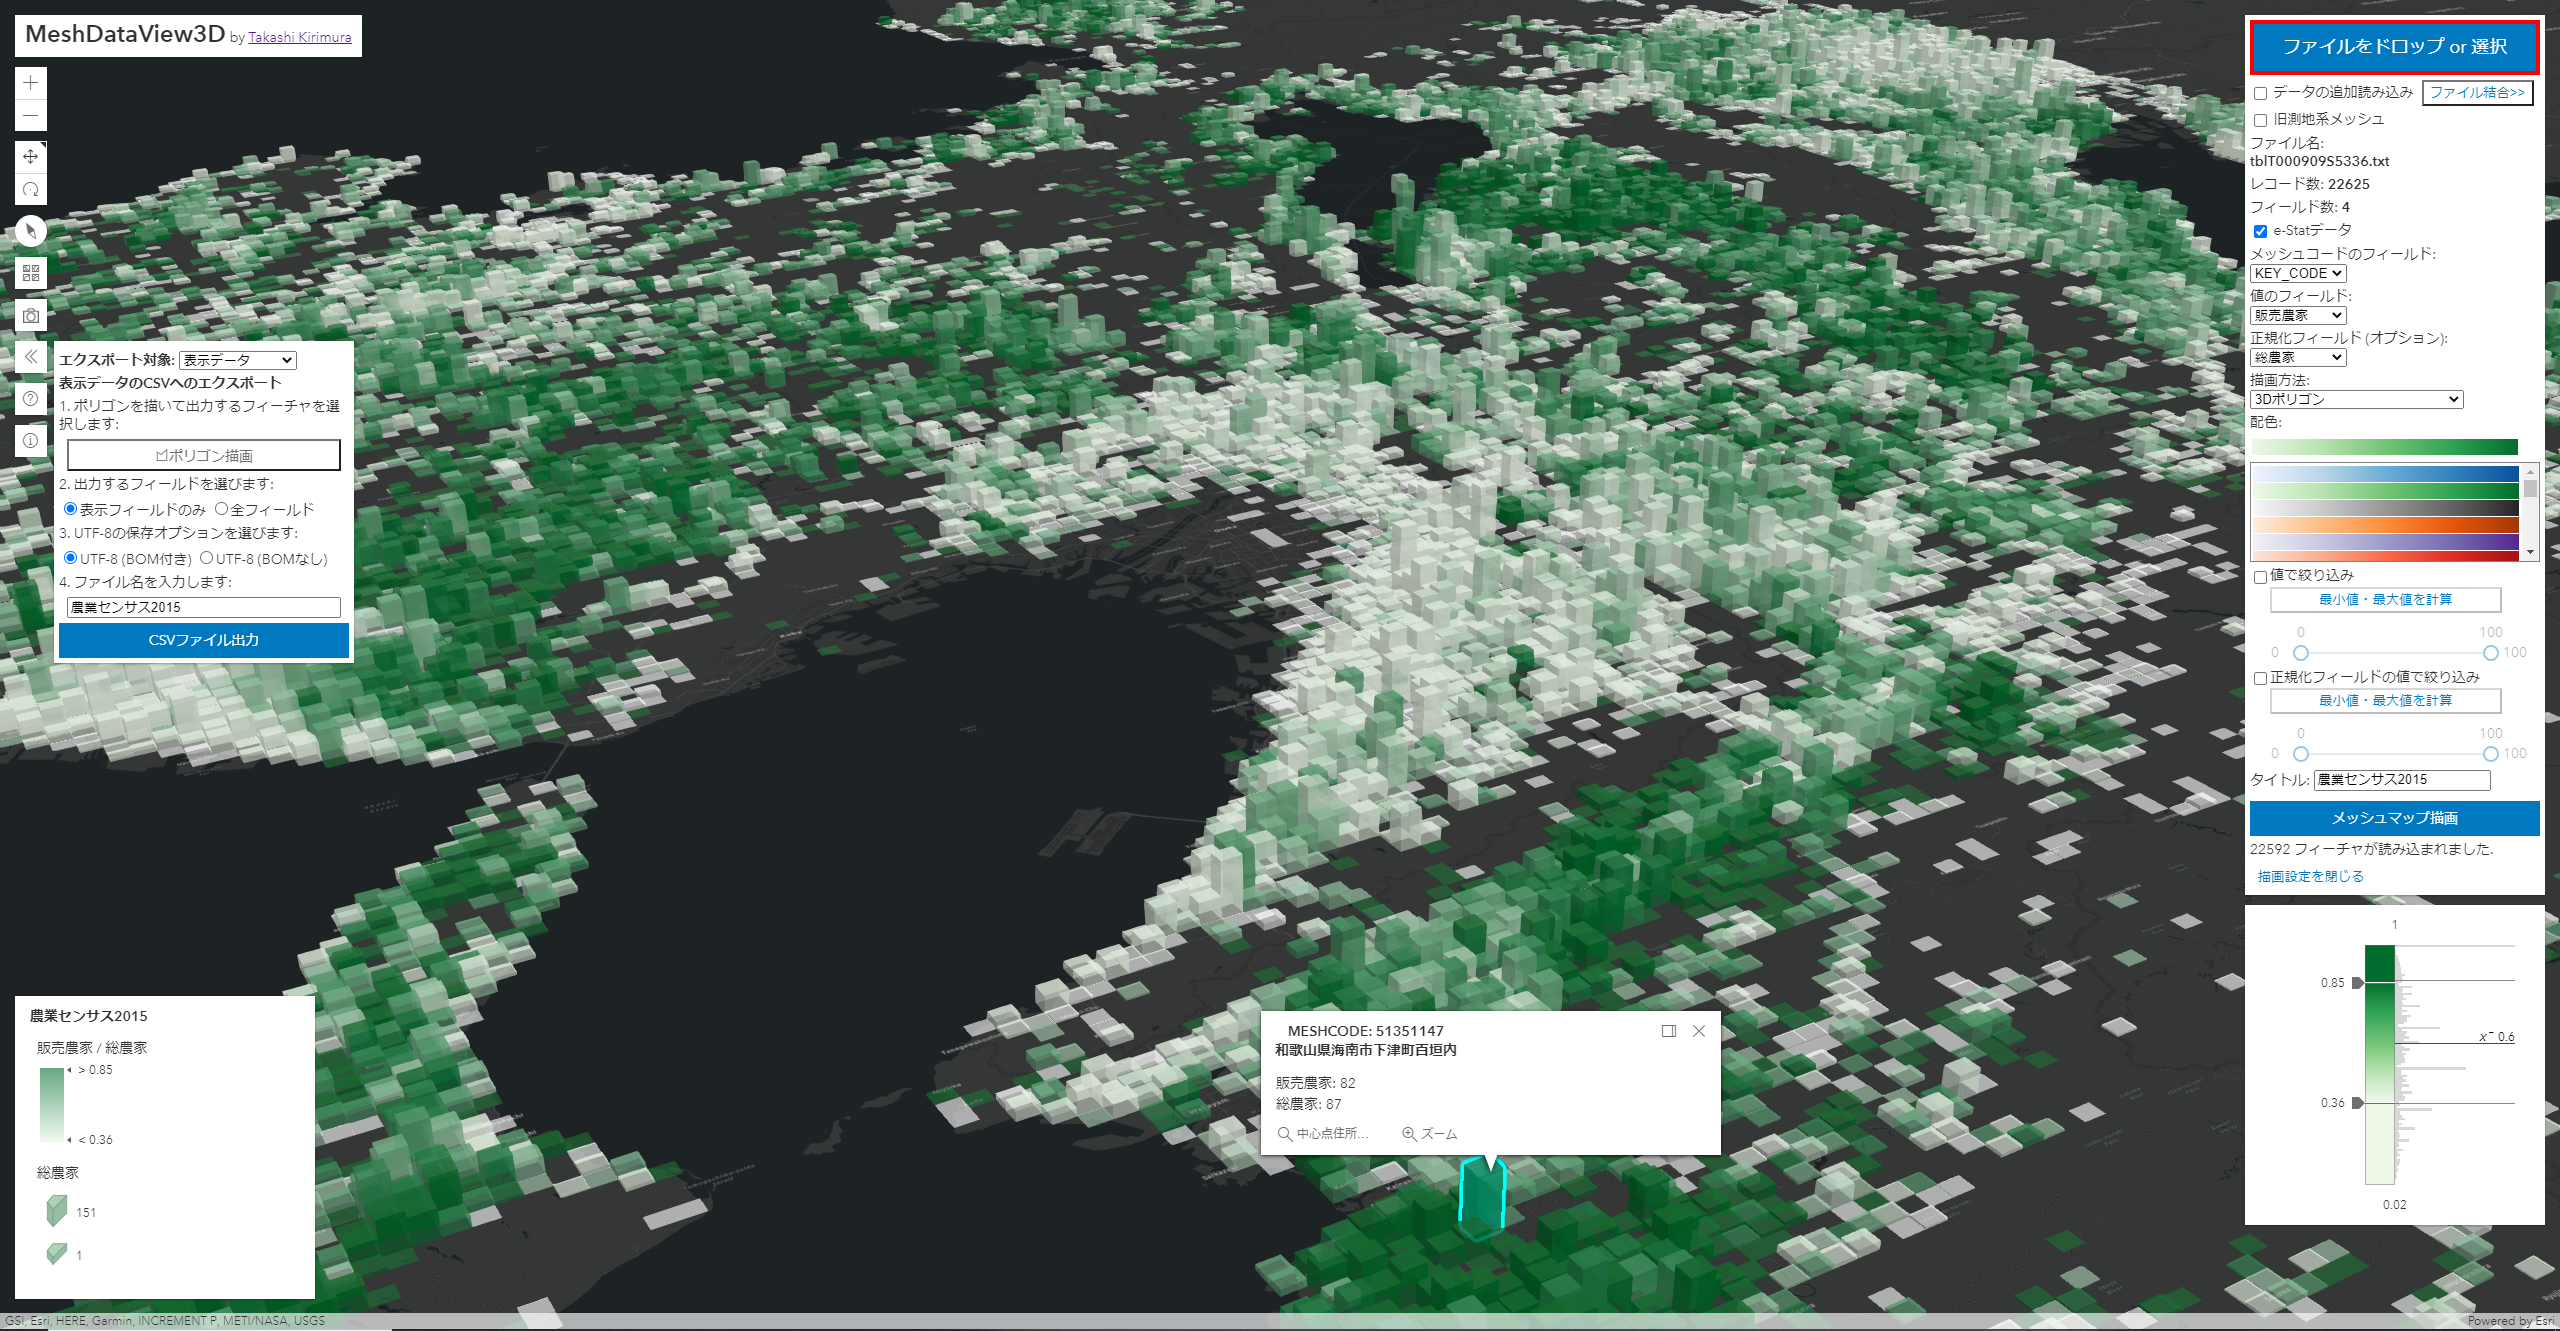 MeshDataView3D by Takashi Kirimura
エクスポート対象: 表示データ
表示データのCSVへのエクスポート
1. ポリゴンを描いて出力するフィーチャを選
択します:
ポリゴン描画
2. 出力するフィールドを選びます:
表示フィールドのみ 全フィールド
3. UTF-8の保存オプションを選びます:
UTF-8 (BOM付き) UTF-8 (BOMなし)
4. ファイル名を入力します:
農業センサス2015
CSVファイル出力
農業センサス2015
販売農家 / 総農家
> 0.85
< 0.36
総農家
151
1
Kobe
MESHCODE: 51351147
和歌山県海南市下津町百垣内
販売農家: 82
総農家: 87
中心点住所...
ズーム
ファイルをドロップ or 選択
データの追加読み込み ファイル結合>>
旧測地系メッシュ
ファイル名:
tblT000909S5336.txt
レコード数: 22625
フィールド数: 4
e-Statデータ
メッシュコードのフィールド:
KEY_CODE
値のフィールド:
販売農家
正規化フィールド (オプション):
総農家
描画方法:
3Dポリゴン
配色:
値で絞り込み
最小値・最大値を計算
0 100
0 100
正規化フィールドの値で絞り込み
最小値・最大値を計算
0 100
0 100
タイトル: 農業センサス2015
メッシュマップ描画
22592 フィーチャが読み込まれました.
描画設定を閉じる
1
0.85
x̄ 0.6
0.36
0.02
GSI, Esri, HERE, Garmin, INCREMENT P, METI/NASA, USGS
Powered by Esri